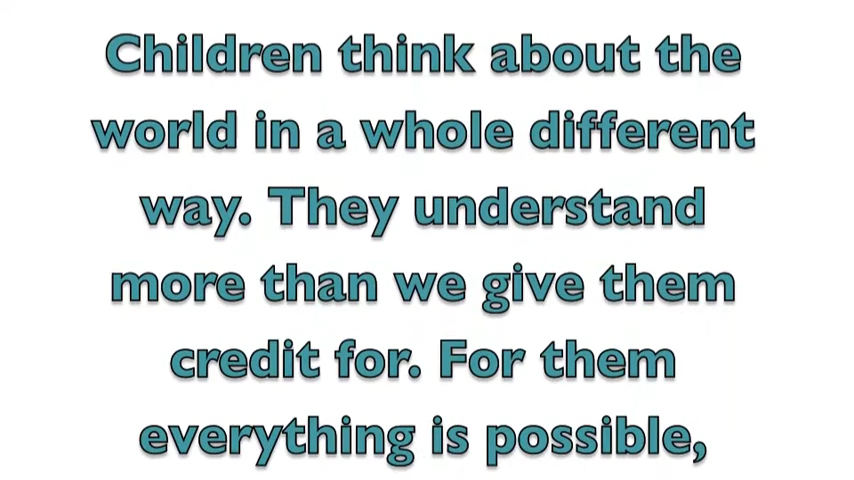 Children think about the
world in a whole different
way. They understand
more than we give them
credit for. For them
everything is possible,